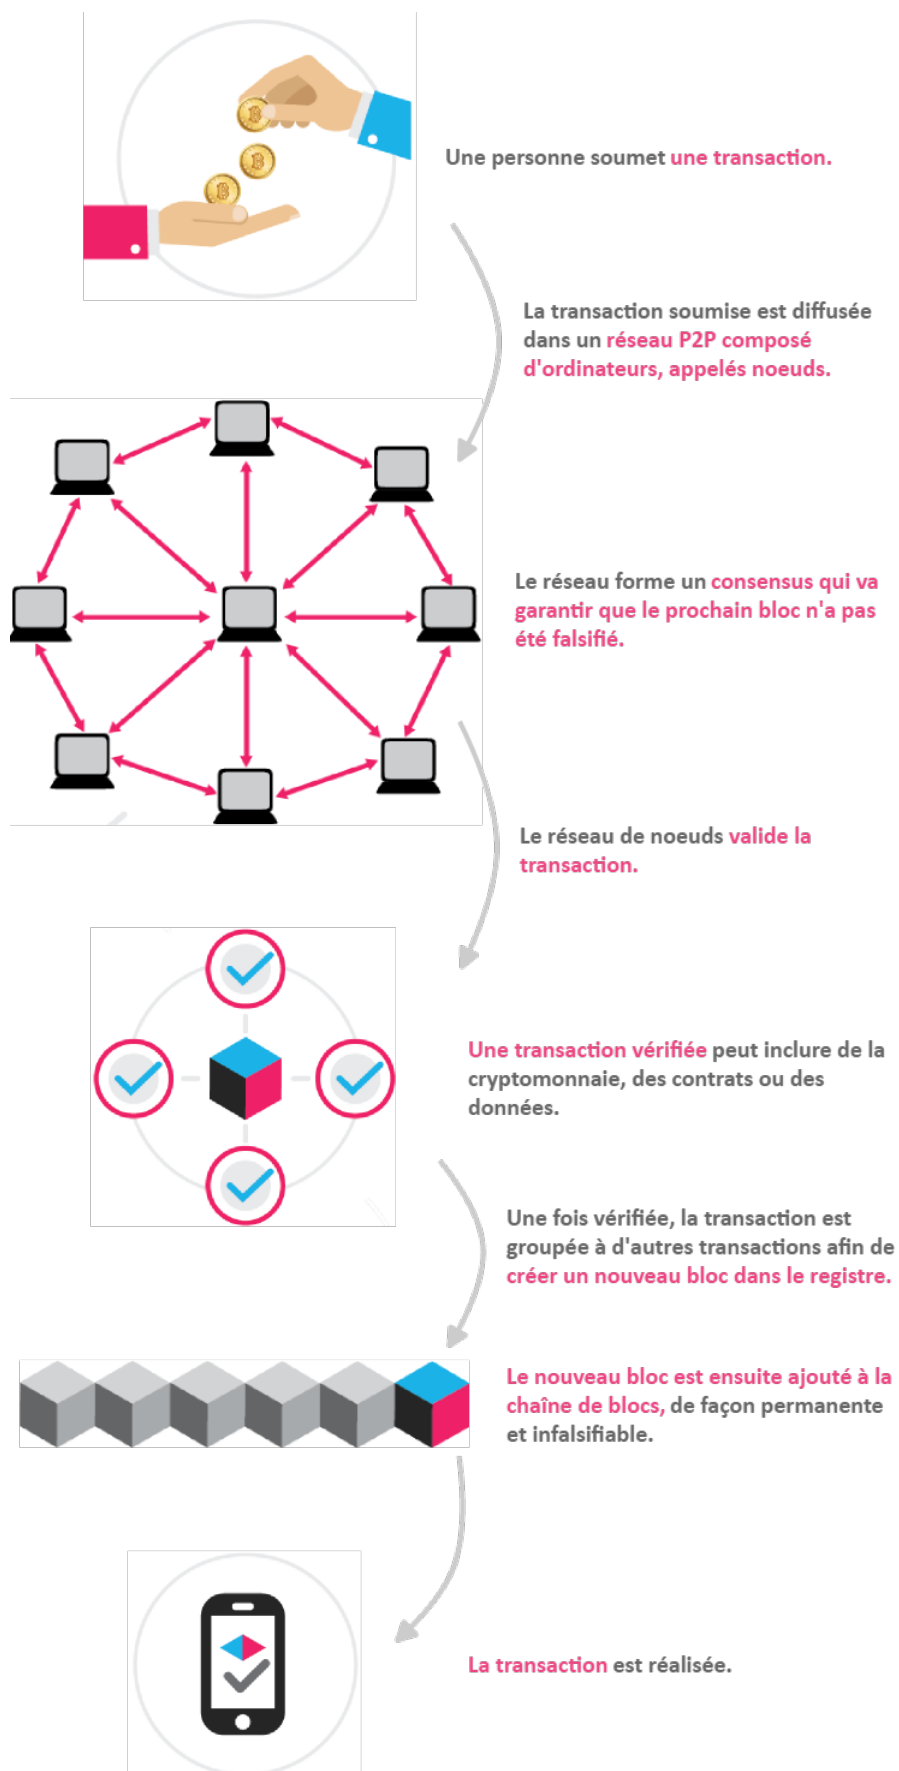 Une personne soumet une transaction.
La transaction soumise est diffusée
dans un réseau P2P composé
d'ordinateurs, appelés noeuds.
Le réseau forme un consensus qui va
garantir que le prochain bloc n'a pas
été falsifié.
Le réseau de noeuds valide la
transaction.
Une transaction vérifiée peut inclure de la
cryptomonnaie, des contrats ou des
données.
Une fois vérifiée, la transaction est
groupée à d'autres transactions afin de
créer un nouveau bloc dans le registre.
Le nouveau bloc est ensuite ajouté à la
chaîne de blocs, de façon permanente
et infalsifiable.
La transaction est réalisée.